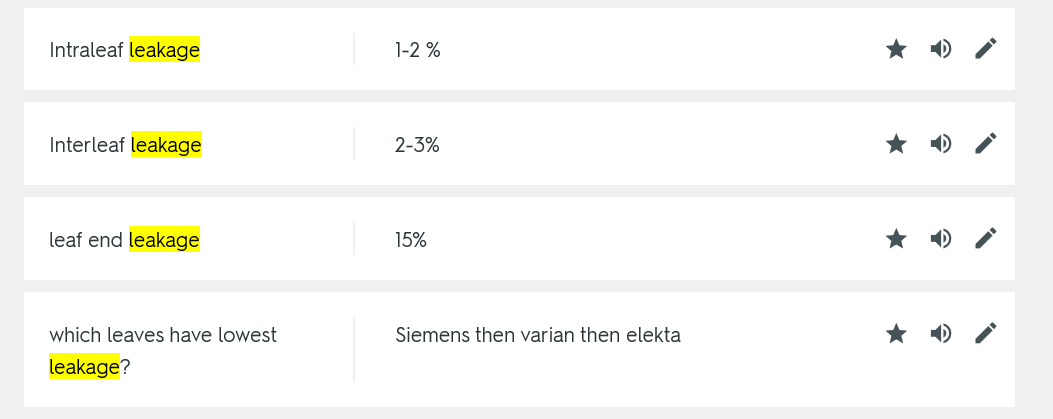 Intraleaf leakage 1-2 %
Interleaf leakage 2-3%
leaf end leakage 15%
which leaves have lowest Siemens then varian then elekta
leakage?